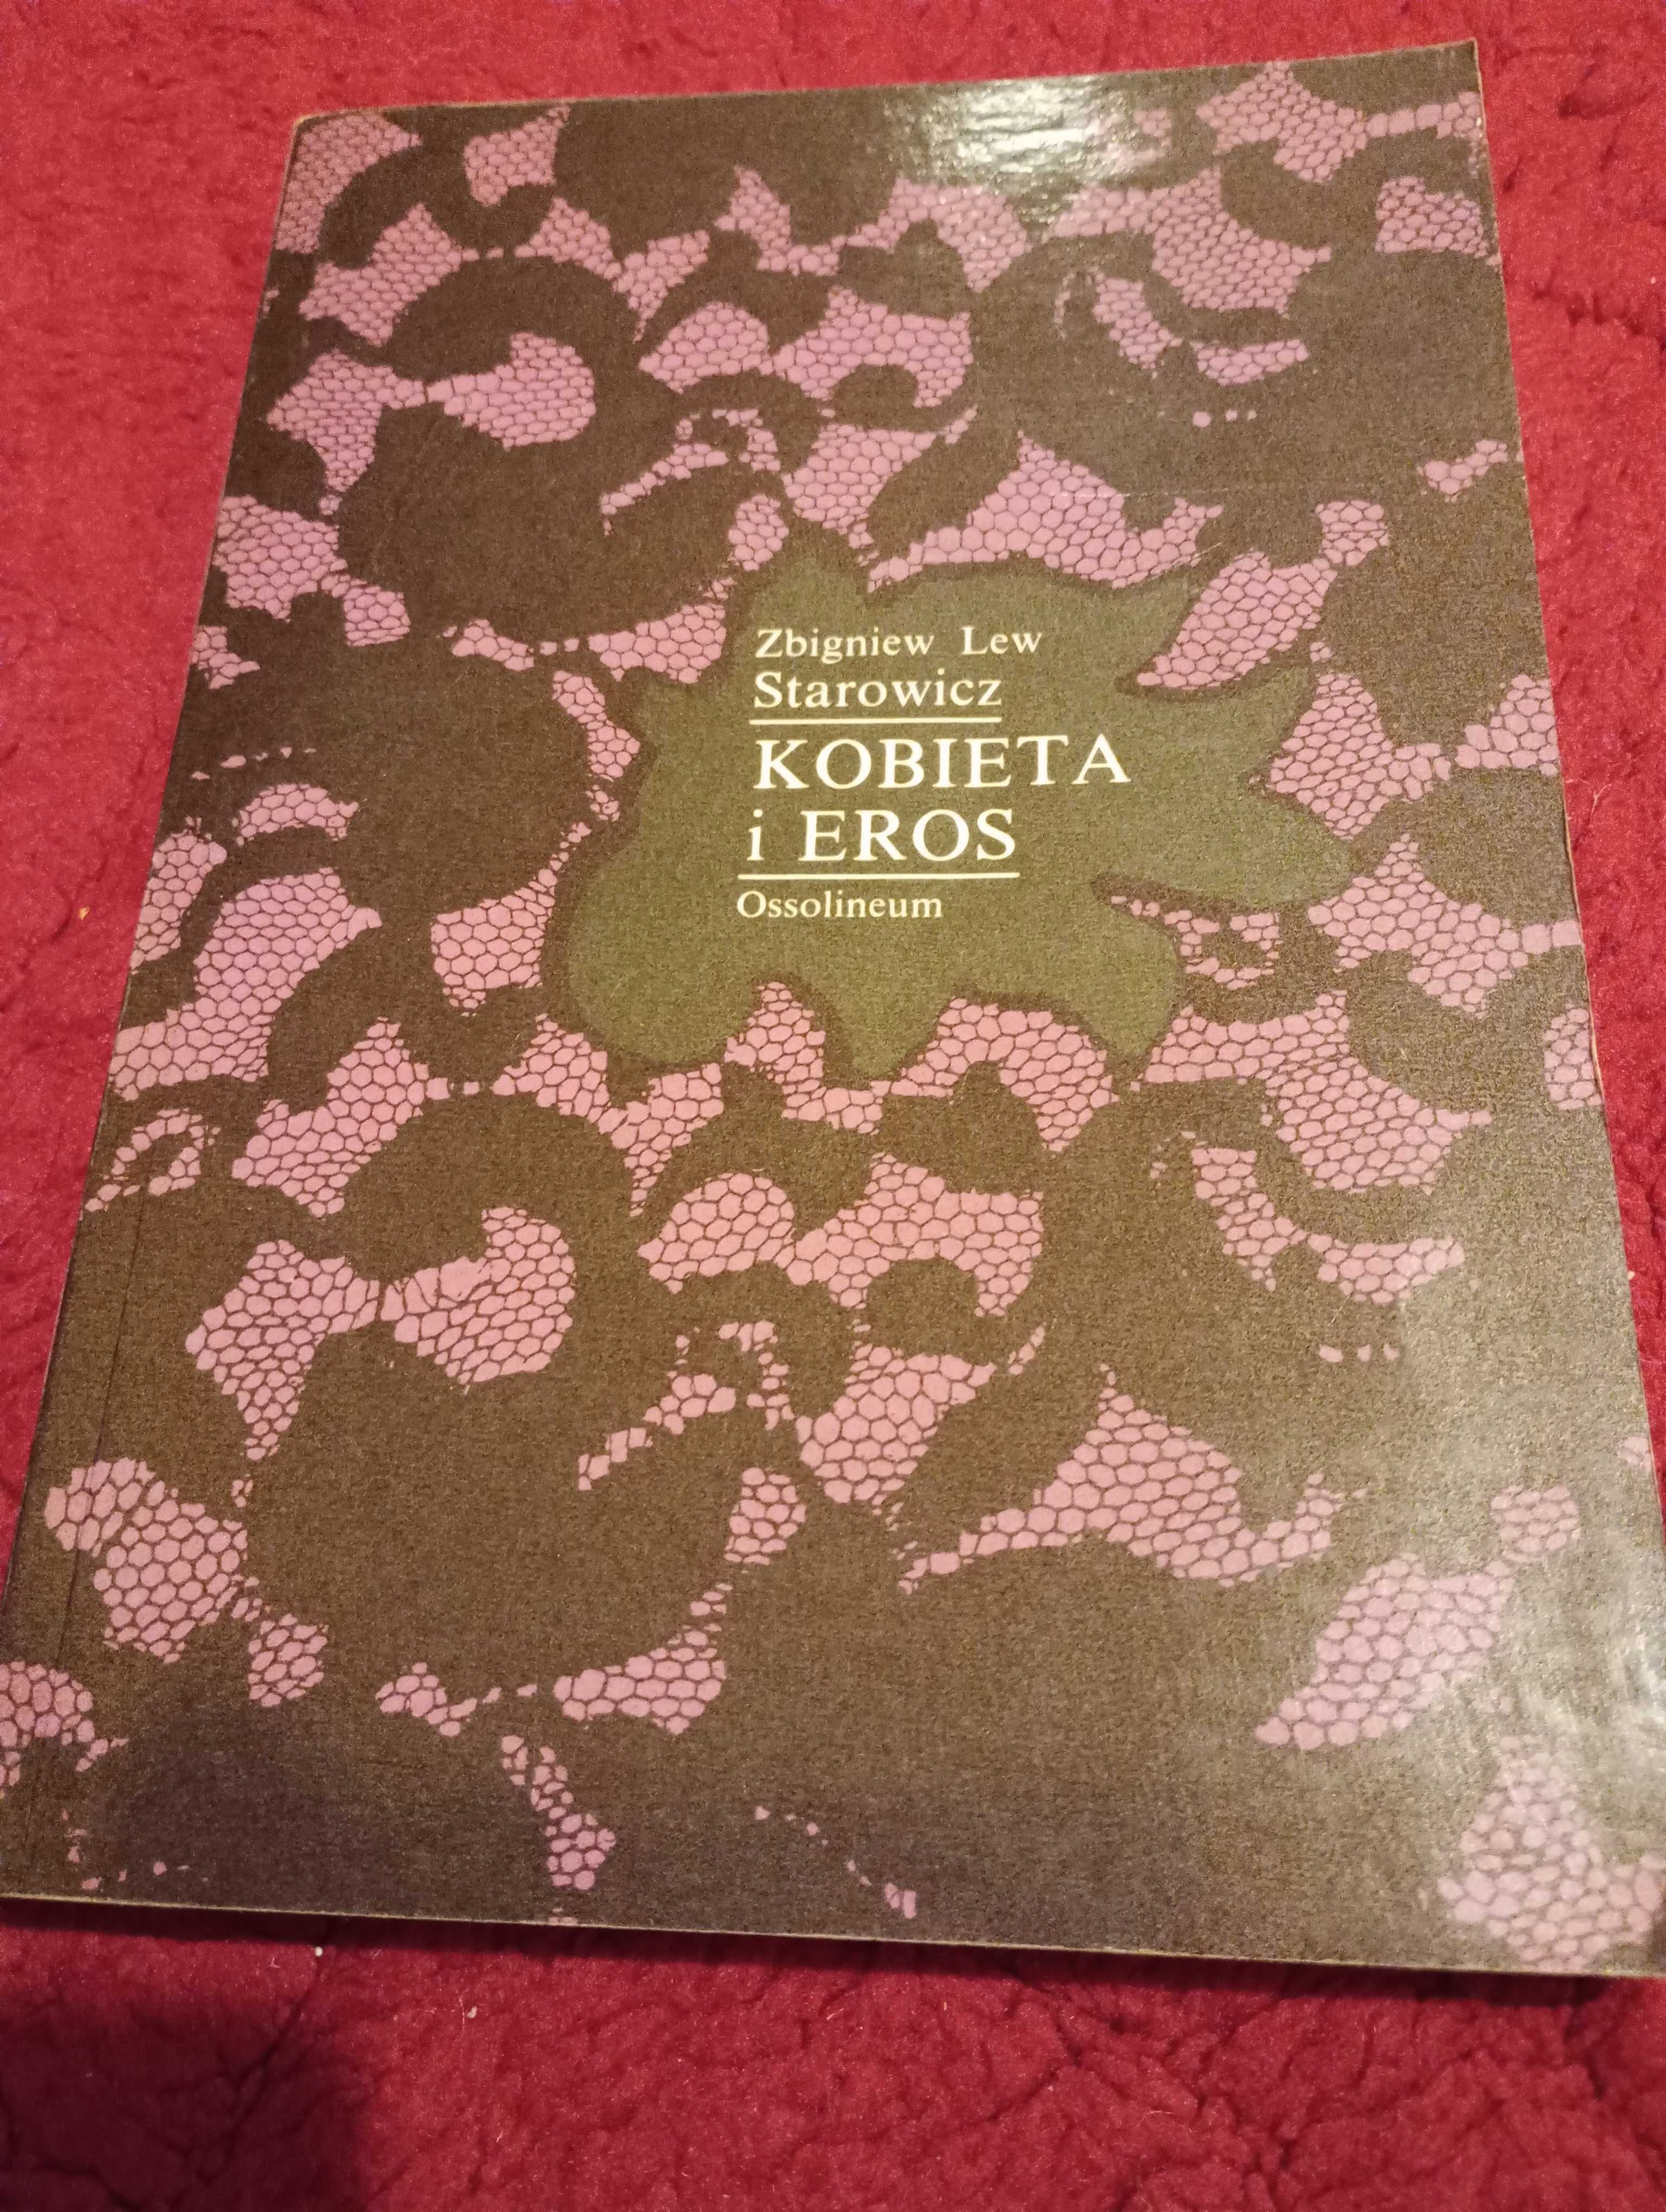 Zbigniew Lew
Starowicz
KOBIETA
i EROS
Ossolineum